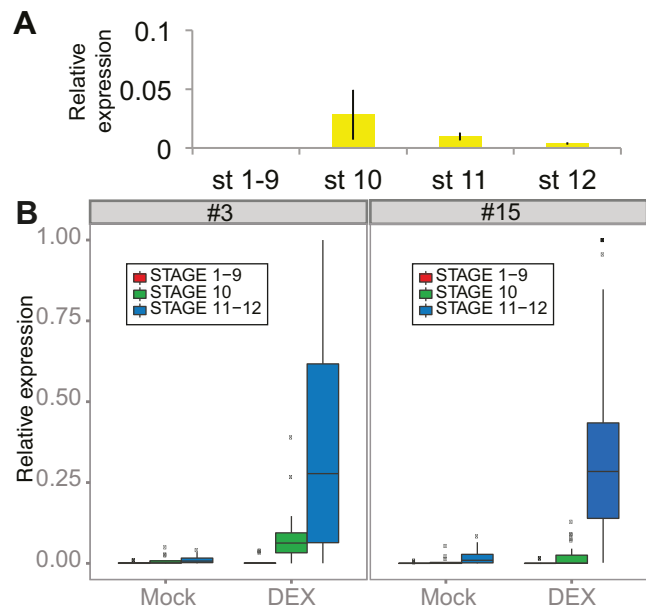 A
Relative
expression
0.1
0.05
0
st 1-9 st 10 st 11 st 12
B
#3 #15
Relative expression
1.00
0.75
0.50
0.25
0.00
STAGE 1−9
STAGE 10
STAGE 11−12
STAGE 1−9
STAGE 10
STAGE 11−12
Mock DEX Mock DEX